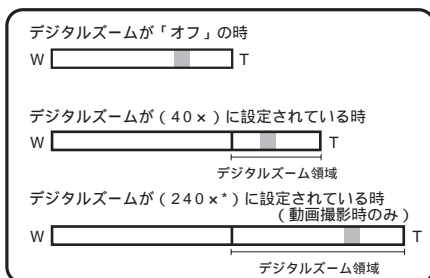 デジタルズームが「オフ」の時
W T
デジタルズームが(40×)に設定されている時
W T
デジタルズーム領域
デジタルズームが(240×*)に設定されている時
(動画撮影時のみ)
W T
デジタルズーム領域